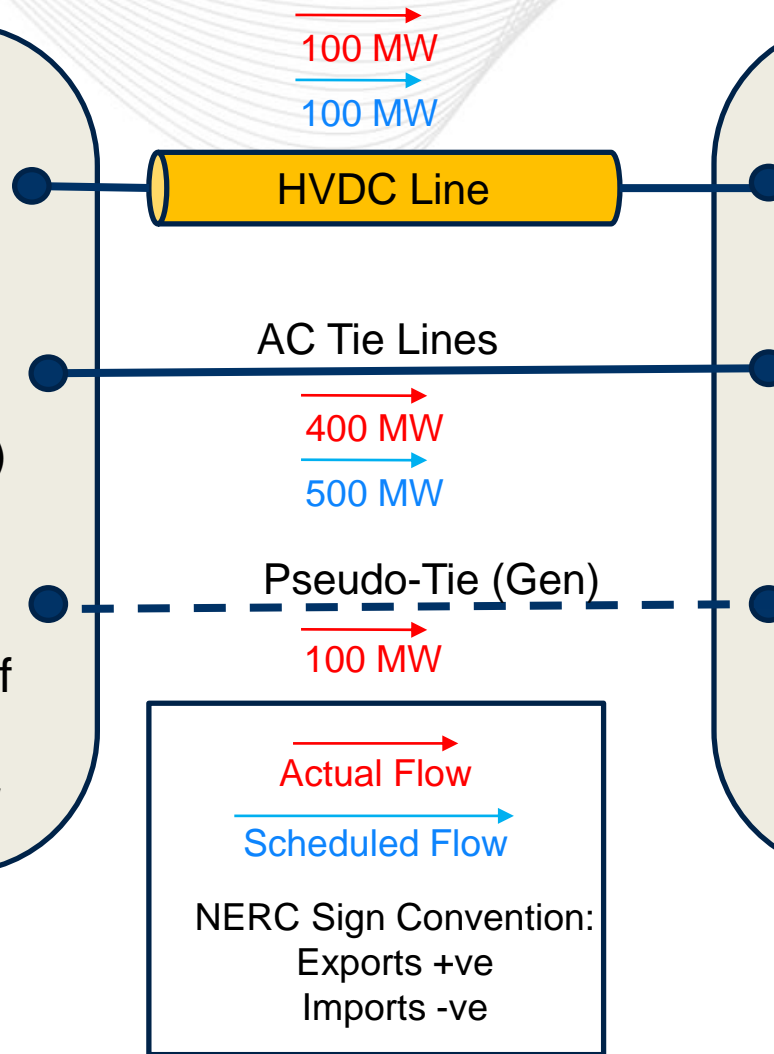 100 MW
100 MW
HVDC Line
AC Tie Lines
400 MW
)
500 MW
Pseudo-Tie (Gen)
100 MW
Actual Flow
Scheduled Flow
NERC Sign Convention:
Exports +ve
Imports -ve